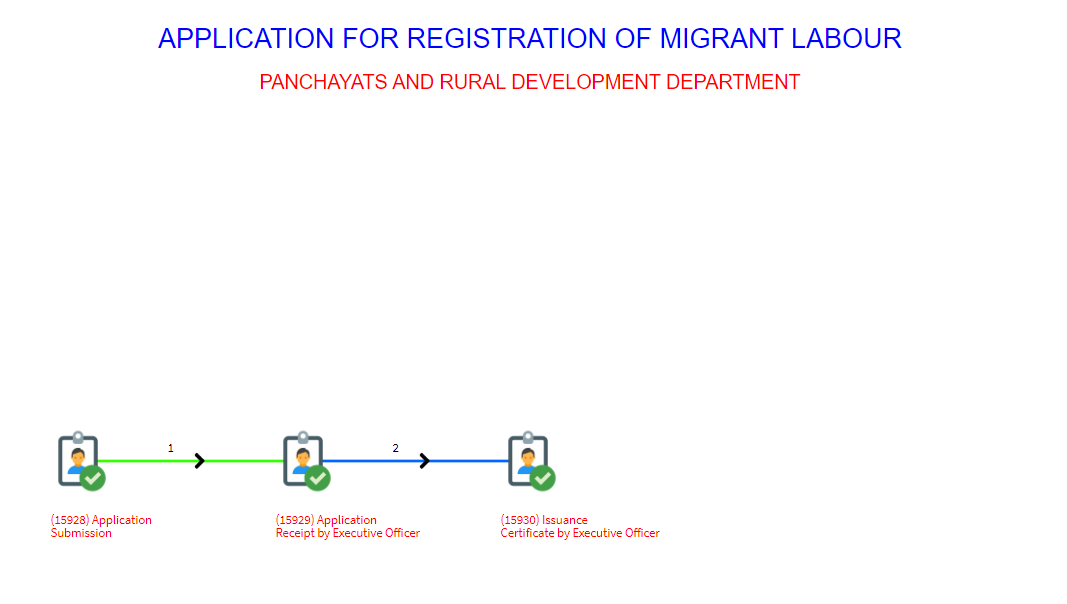 APPLICATION FOR REGISTRATION OF MIGRANT LABOUR
PANCHAYATS AND RURAL DEVELOPMENT DEPARTMENT
1
2
(15928) Application
Submission
(15929) Application
Receipt by Executive Officer
(15930) Issuance
Certificate by Executive Officer